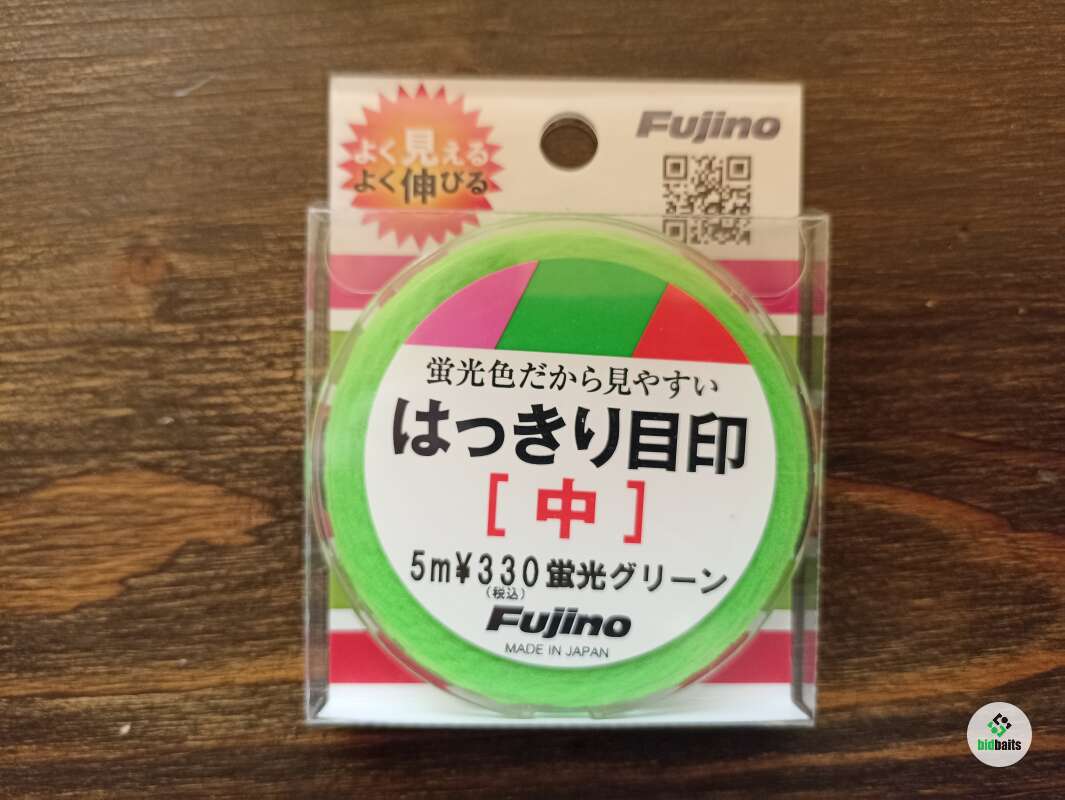 よく見える
よく伸びる
Fujino
蛍光色だから見やすい
はっきり目印
[中]
5m¥330蛍光グリーン
(税込)
Fujino
MADE IN JAPAN
bidbaits